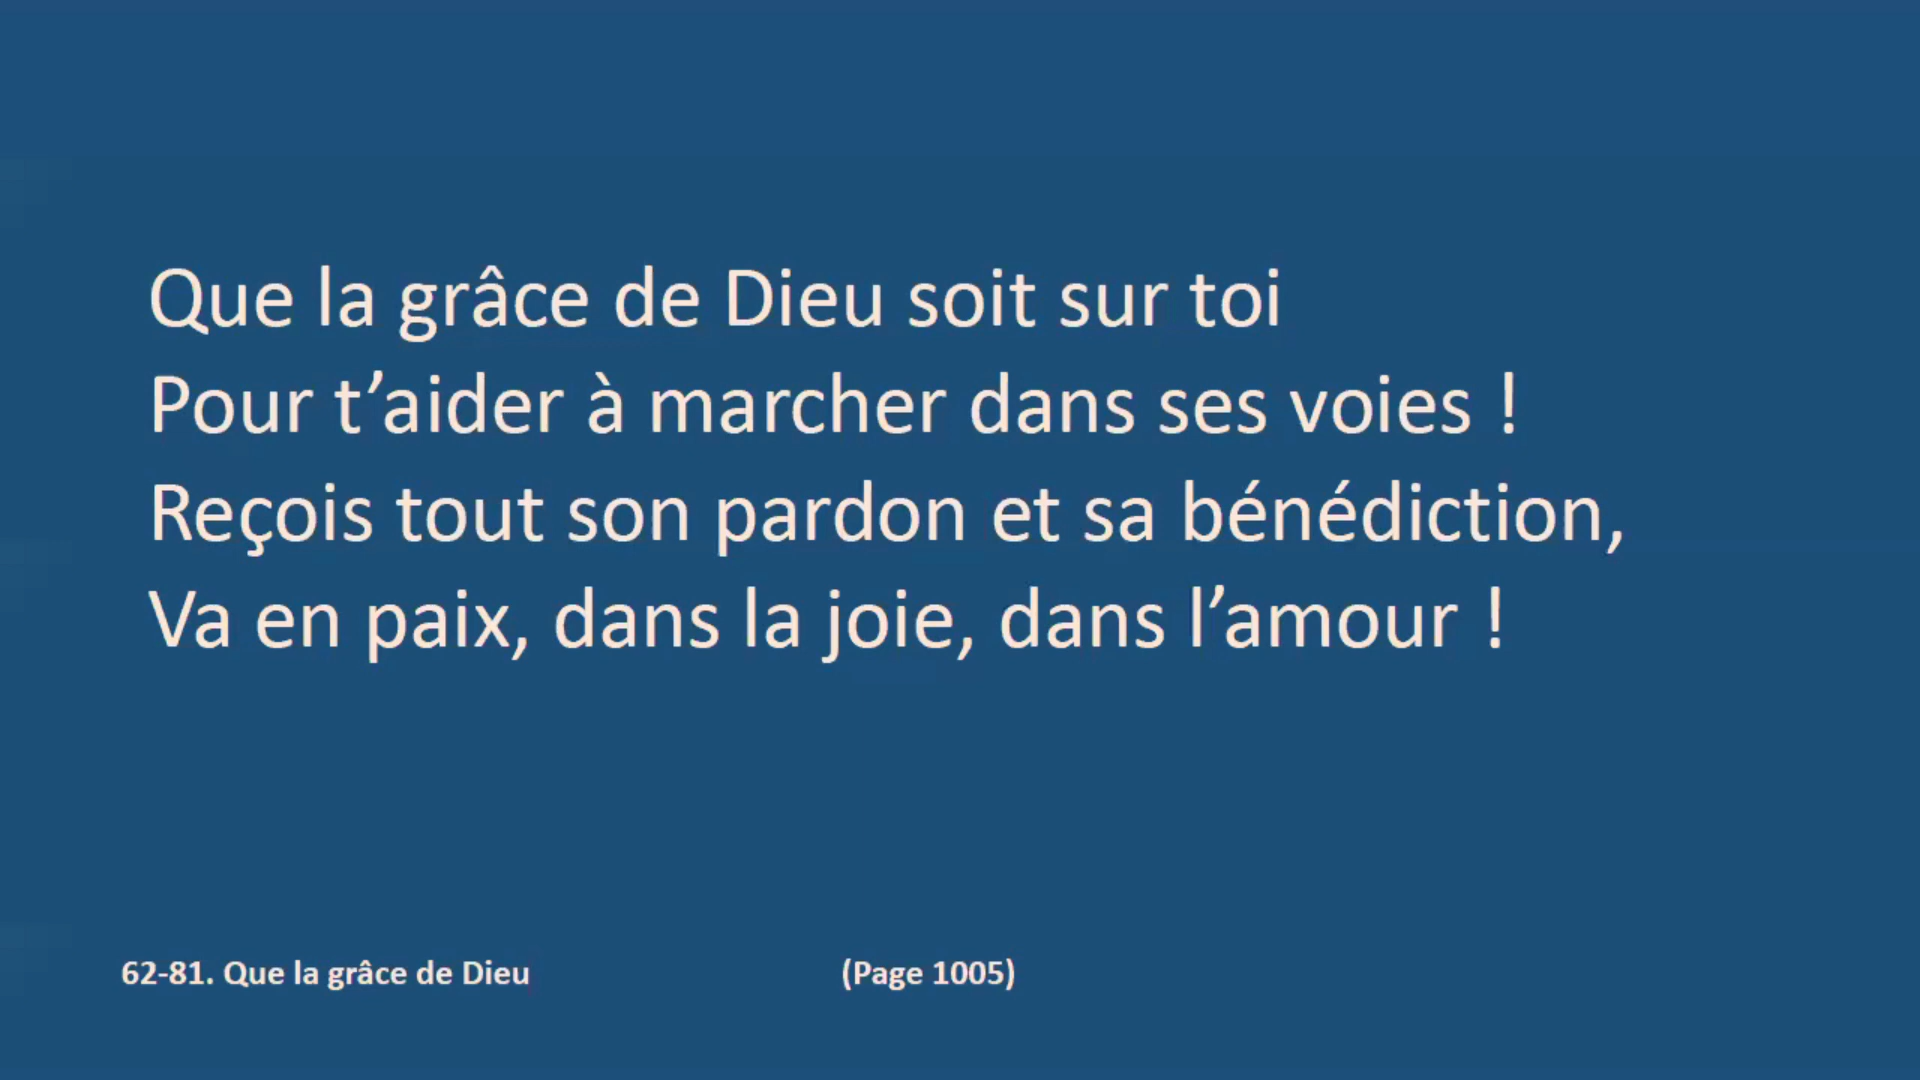 Que la grâce de Dieu soit sur toi
Pour t’aider à marcher dans ses voies !
Reçois tout son pardon et sa bénédiction,
Va en paix, dans la joie, dans l’amour !
62-81. Que la grâce de Dieu (Page 1005)